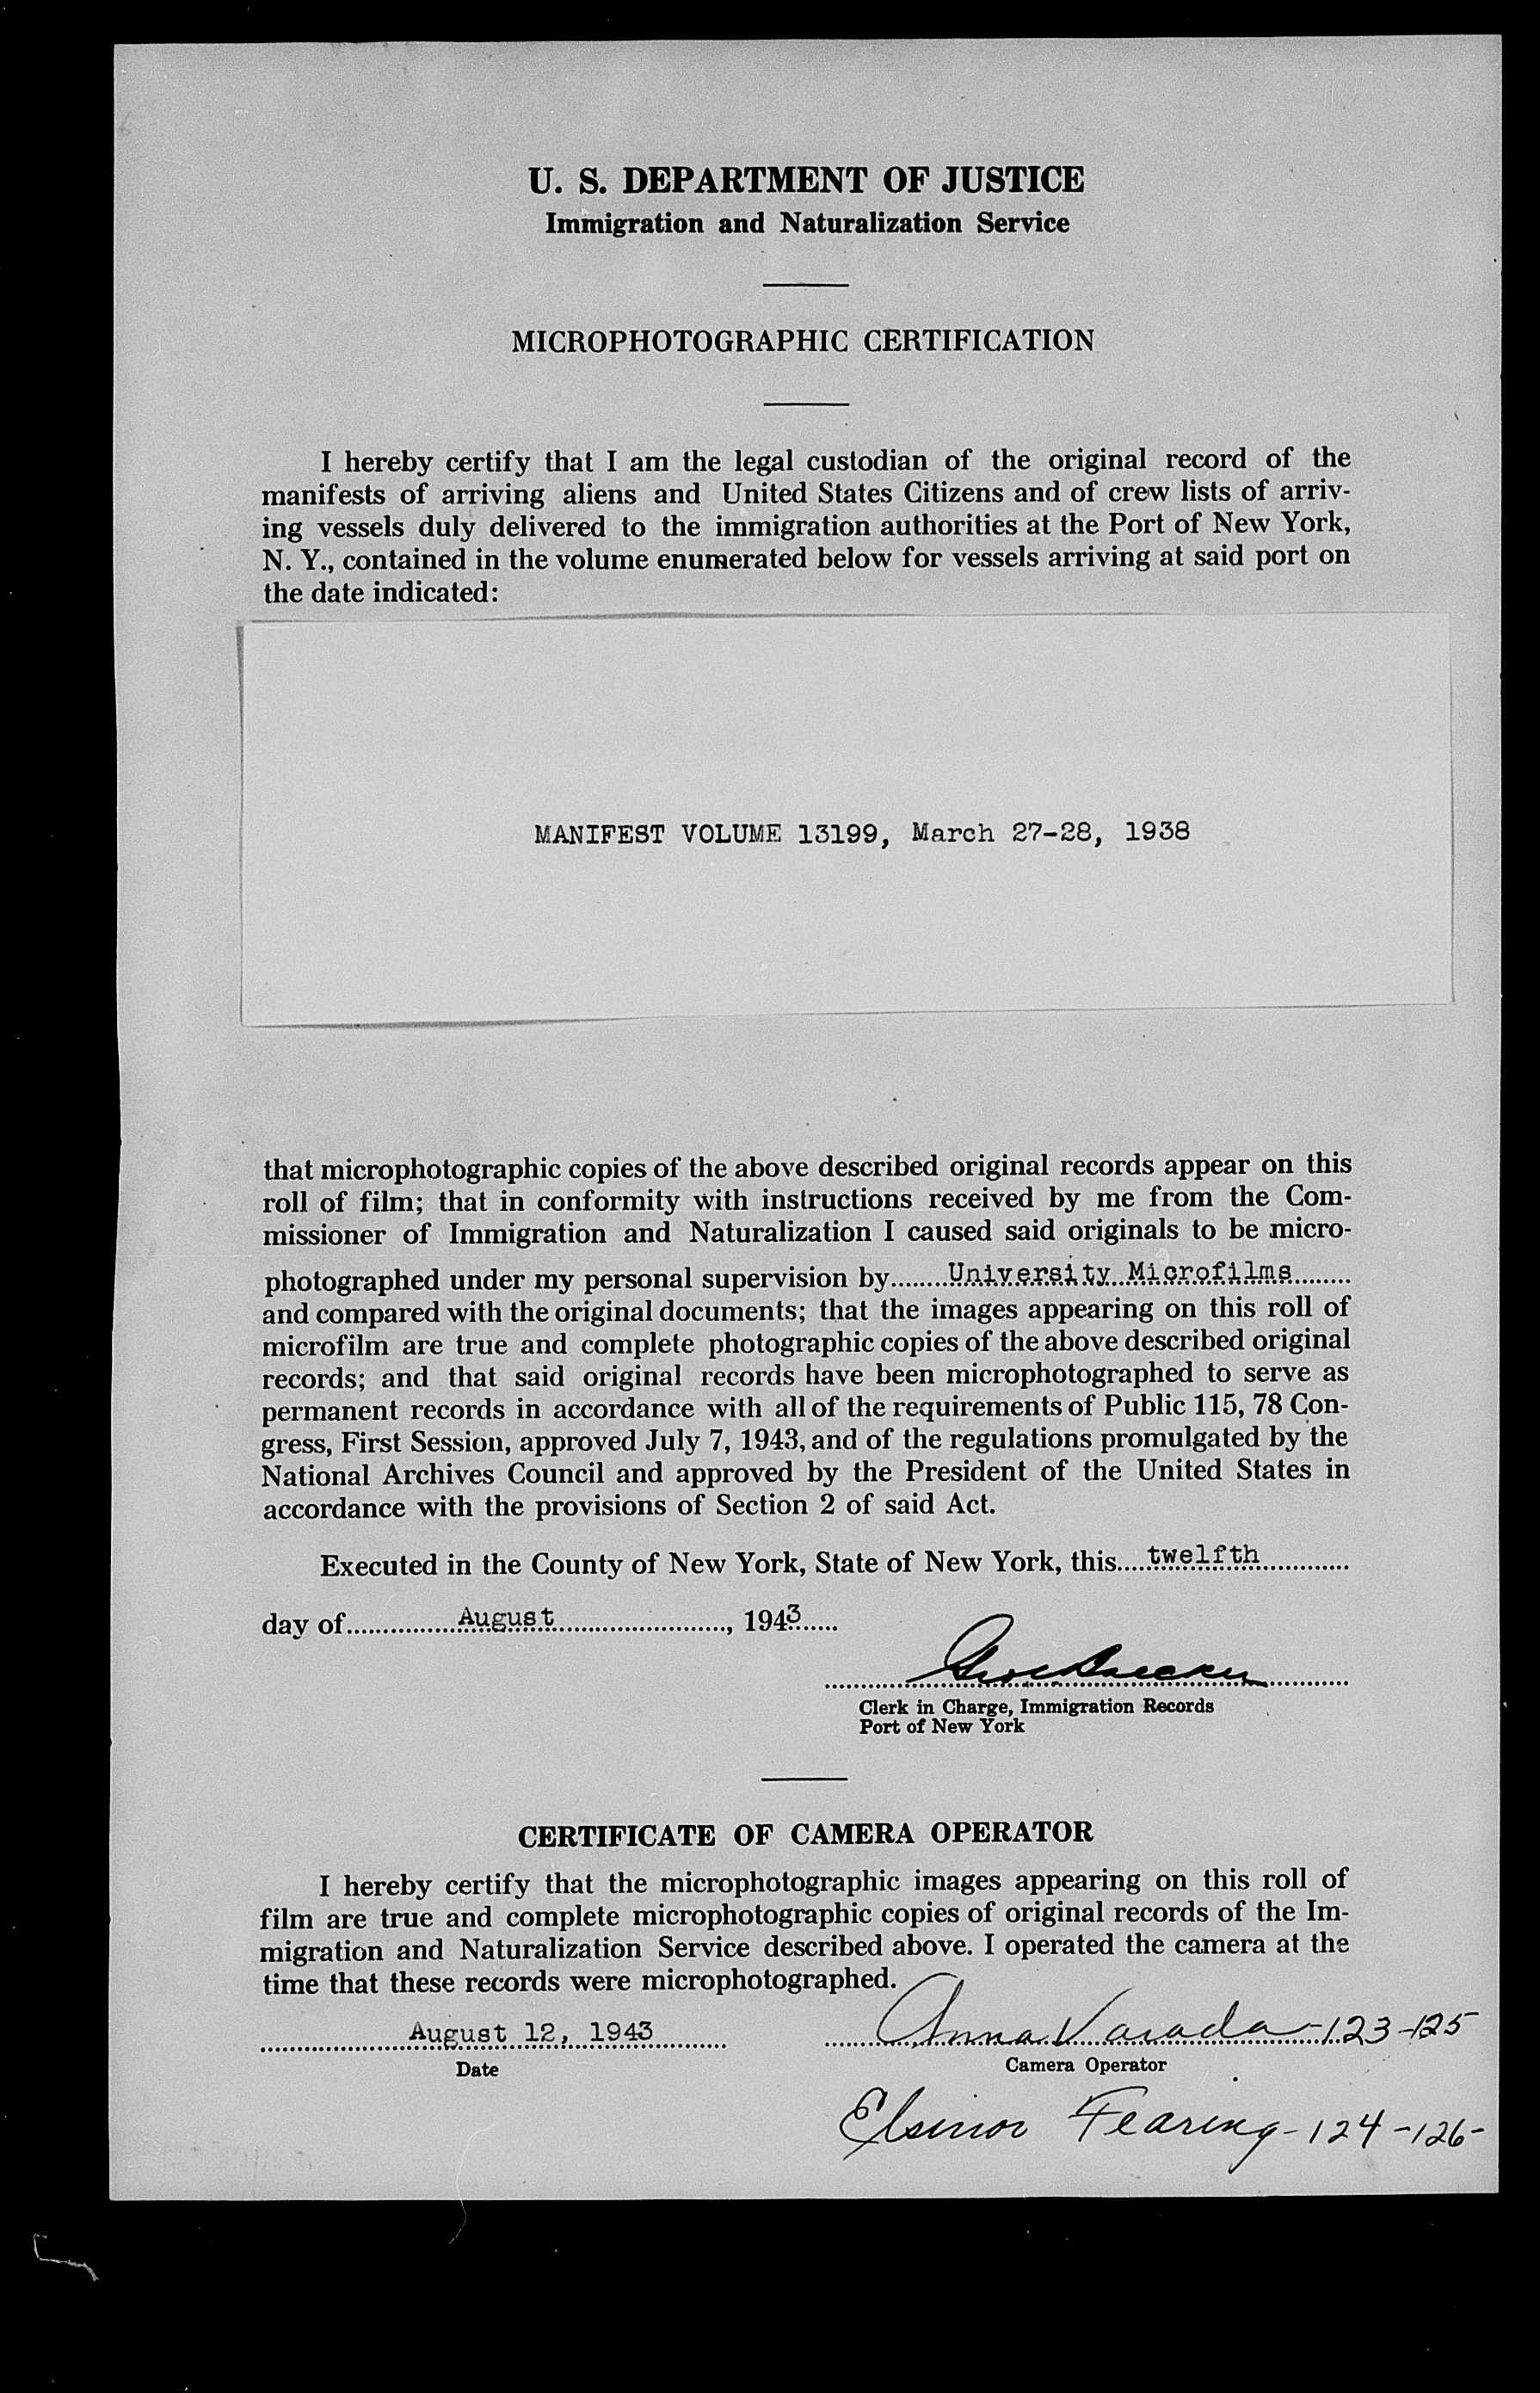 U. S. DEPARTMENT OF JUSTICE
Immigration and Naturalization Service
MICROPHOTOGRAPHIC CERTIFICATION
I hereby certify that I am the legal custodian of the original record of the
manifests of arriving aliens and United States Citizens and of crew lists of arriv-
ing vessels duly delivered to the immigration authorities at the Port of New York,
N. Y., contained in the volume enumerated below for vessels arriving at said port on
the date indicated:
MANIFEST VOLUME 13199, March 27-28, 1938
that microphotographic copies of the above described original records appear on this
roll of film; that in conformity with instructions received by me from the Com-
missioner of Immigration and Naturalization I caused said originals to be micro-
photographed under my personal supervision by........University Microfilms........
and compared with the original documents; that the images appearing on this roll of
microfilm are true and complete photographic copies of the above described original
records; and that said original records have been microphotographed to serve as
permanent records in accordance with all of the requirements of Public 115, 78 Con-
gress, First Session, approved July 7, 1943, and of the regulations promulgated by the
National Archives Council and approved by the President of the United States in
accordance with the provisions of Section 2 of said Act.
Executed in the County of New York, State of New York, this....twelfth............
day of................August........................, 1943......
Clerk in Charge, Immigration Records
Port of New York
CERTIFICATE OF CAMERA OPERATOR
I hereby certify that the microphotographic images appearing on this roll of
film are true and complete microphotographic copies of original records of the Im-
migration and Naturalization Service described above. I operated the camera at the
time that these records were microphotographed.
August 12, 1943 Anna Varada-123-125
Date Camera Operator
Elsinor Fearing-124-126-